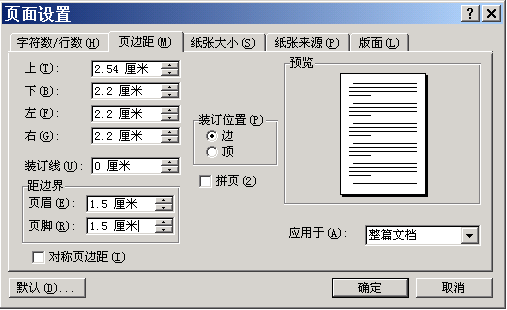 页面设置
字符数/行数(H) 页边距(M) 纸张大小(S) 纸张来源(P) 版面(L)
上(T): 2.54 厘米
下(B): 2.2 厘米
左(F): 2.2 厘米
右(G): 2.2 厘米
装订线(U): 0 厘米
距边界
页眉(E): 1.5 厘米
页脚(R): 1.5 厘米
对称页边距(I)
装订位置(P)
边
顶
拼页(2)
预览
应用于(A): 整篇文档
默认(D)... 确定 取消